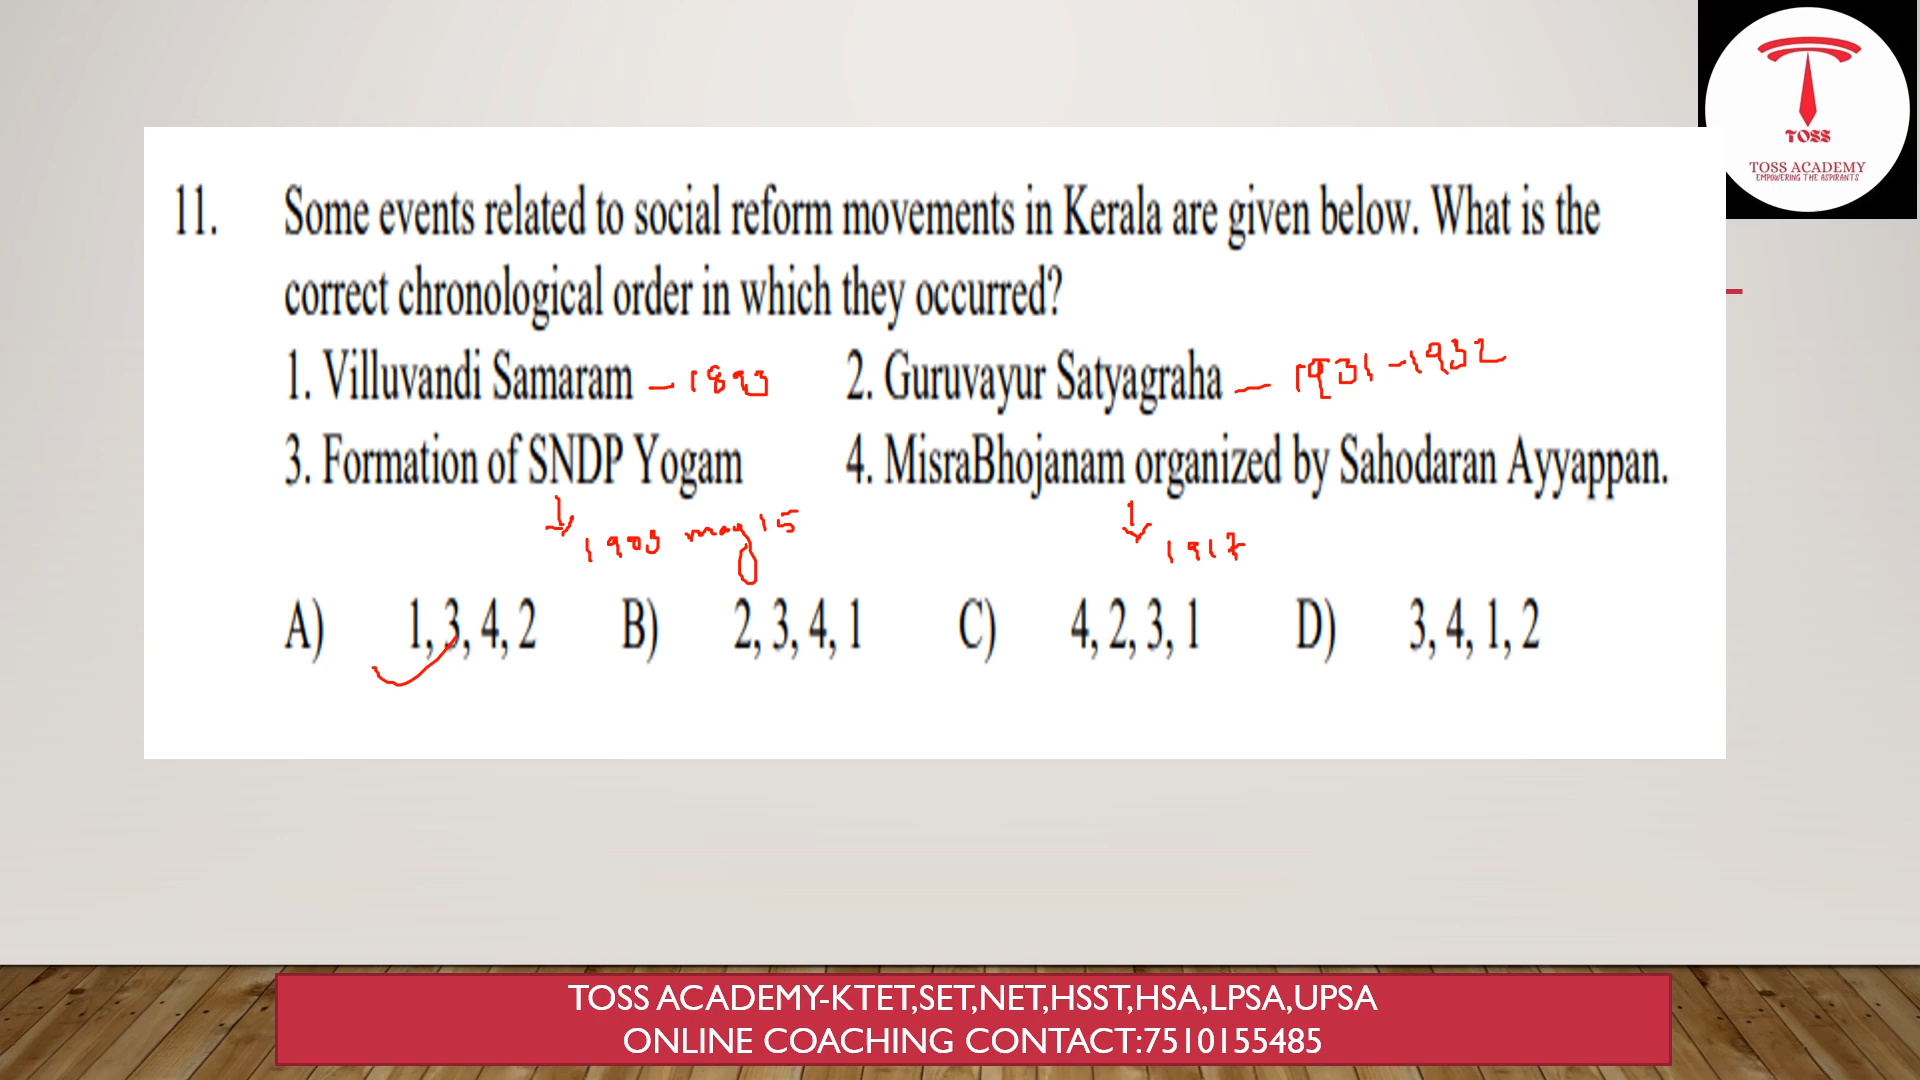 TOSS
TOSS ACADEMY
EMPOWERING THE ASPIRANTS
11. Some events related to social reform movements in Kerala are given below. What is the
correct chronological order in which they occurred?
1. Villuvandi Samaram – 1893 2. Guruvayur Satyagraha – 1931 - 1932
3. Formation of SNDP Yogam 4. MisraBhojanam organized by Sahodaran Ayyappan.
1903 may 15 1917
A) 1, 3, 4, 2 B) 2, 3, 4, 1 C) 4, 2, 3, 1 D) 3, 4, 1, 2
TOSS ACADEMY-KTET,SET,NET,HSST,HSA,LPSA,UPSA
ONLINE COACHING CONTACT:7510155485